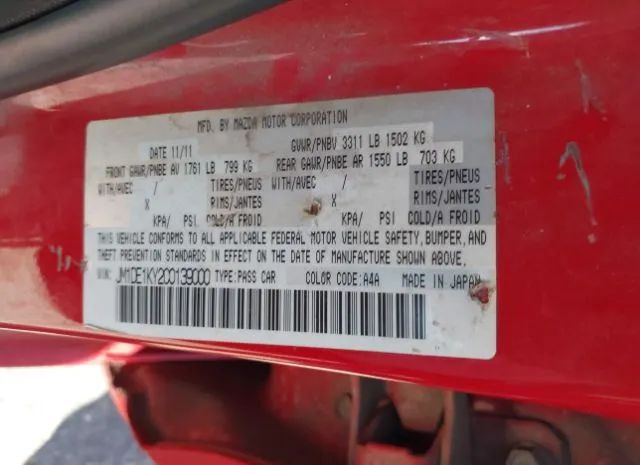 MFD. BY MAZDA MOTOR CORPORATION
DATE 11/11 GVWR/PNBV 3311 LB 1502 KG
FRONT GAWR/PNBE AV 1761 LB 799 KG REAR GAWR/PNBE AR 1550 LB 703 KG
WITH/AVEC / TIRES/PNEUS WITH/AVEC / TIRES/PNEUS
X RIMS/JANTES X RIMS/JANTES
KPA/ PSI COLD/A FROID KPA/ PSI COLD/A FROID
THIS VEHICLE CONFORMS TO ALL APPLICABLE FEDERAL MOTOR VEHICLE SAFETY, BUMPER, AND
THEFT PREVENTION STANDARDS IN EFFECT ON THE DATE OF MANUFACTURE SHOWN ABOVE.
VIN: JM1DE1KY2C0139000 TYPE: PASS CAR COLOR CODE: A4A MADE IN JAPAN